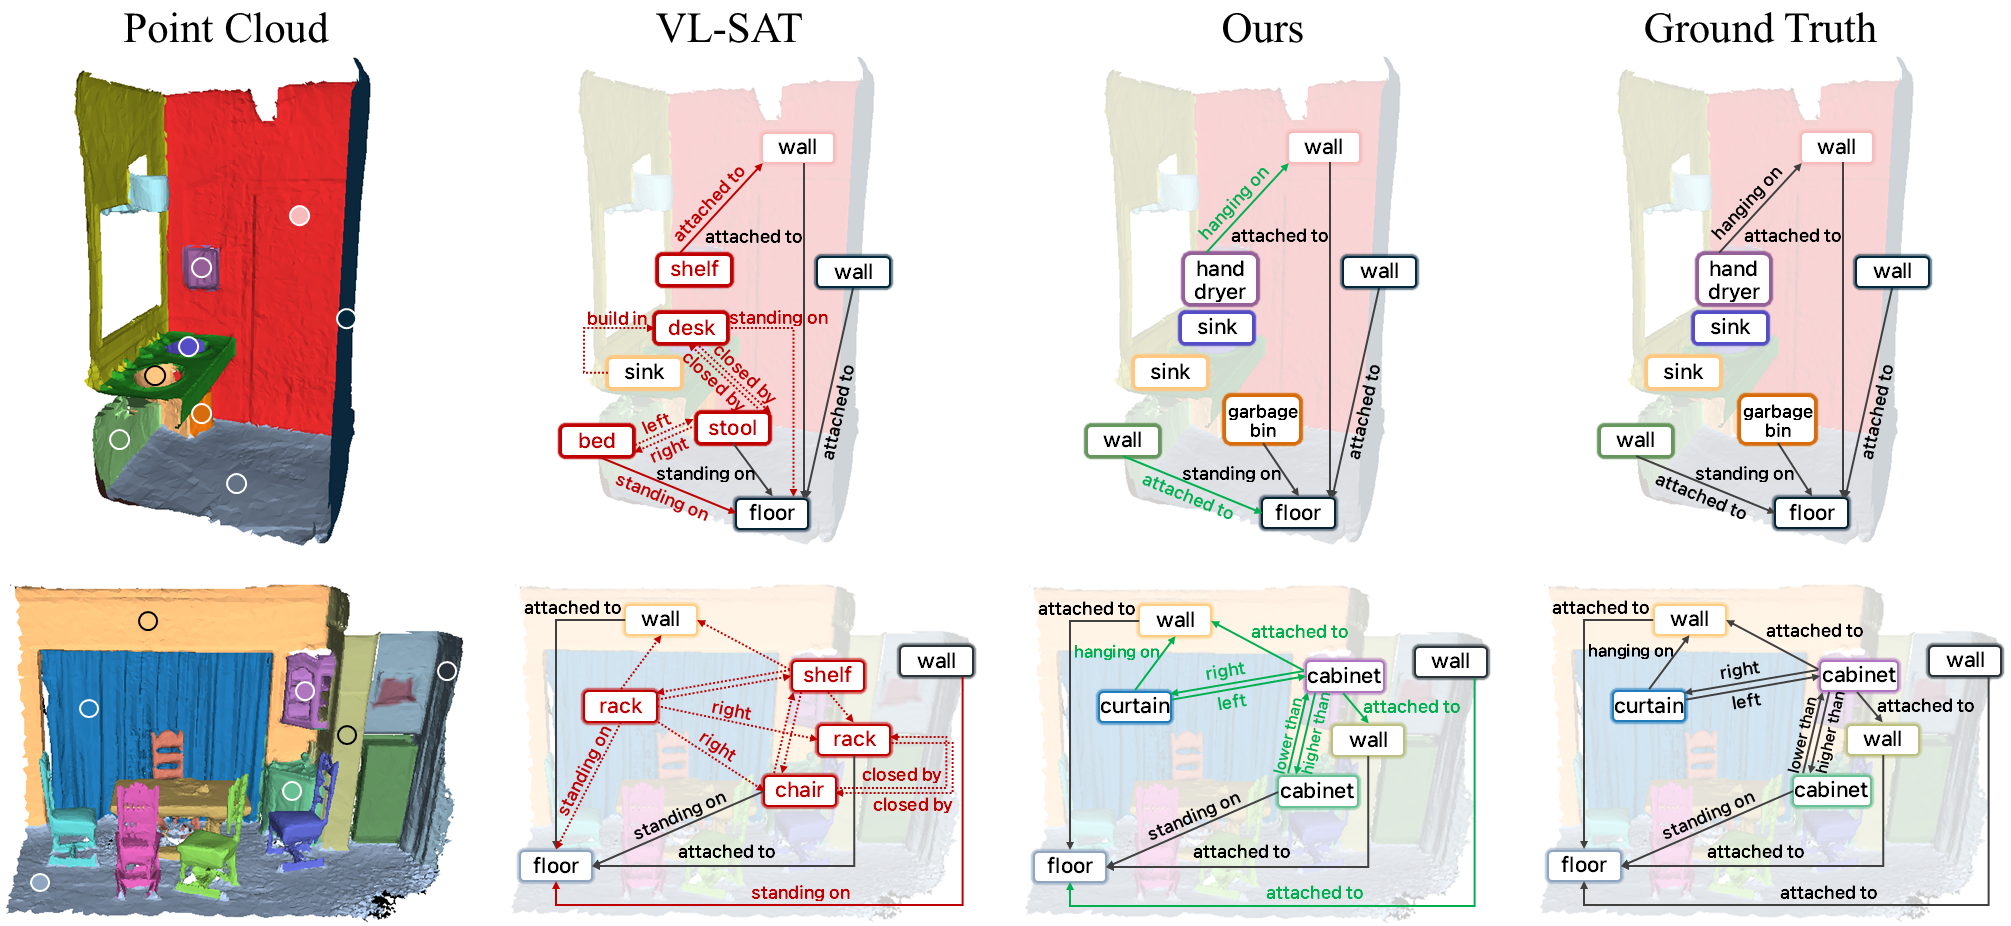 Point Cloud
VL-SAT
Ours
Ground Truth
wall
attached to
attached to
shelf
wall
build in
desk
standing on
closed by
closed by
sink
attached to
left
right
bed
stool
standing on
standing on
floor
wall
hanging on
attached to
hand
dryer
wall
sink
sink
attached to
garbage
bin
wall
standing on
attached to
floor
wall
hanging on
attached to
hand
dryer
wall
sink
sink
attached to
garbage
bin
wall
standing on
attached to
floor
attached to
wall
wall
shelf
rack
right
rack
right
standing on
closed by
chair
closed by
standing on
attached to
floor
standing on
attached to
wall
attached to
hanging on
wall
right
cabinet
left
curtain
attached to
lower than
higher than
wall
cabinet
standing on
attached to
floor
attached to
attached to
wall
attached to
hanging on
wall
right
cabinet
left
curtain
attached to
lower than
higher than
wall
cabinet
standing on
attached to
floor
attached to